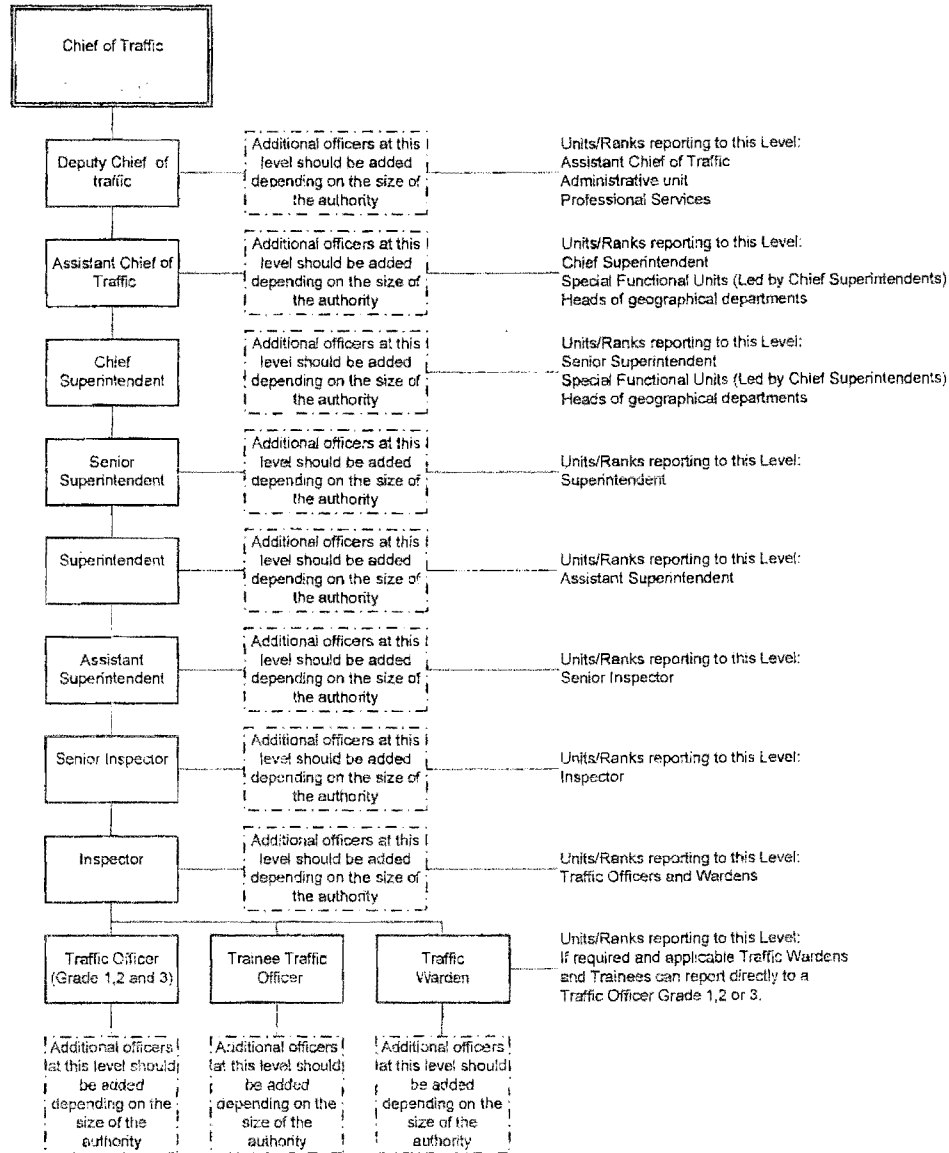 Chief of Traffic
Deputy Chief of
traffic
Additional officers at this
level should be added
depending on the size of
the authority
Units/Ranks reporting to this Level:
Assistant Chief of Traffic
Administrative unit
Professional Services
Assistant Chief of
Traffic
Additional officers at this
level should be added
depending on the size of
the authority
Units/Ranks reporting to this Level:
Chief Superintendent
Special Functional Units (Led by Chief Superintendents)
Heads of geographical departments
Chief
Superintendent
Additional officers at this
level should be added
depending on the size of
the authority
Units/Ranks reporting to this Level:
Senior Superintendent
Special Functional Units (Led by Chief Superintendents)
Heads of geographical departments
Senior
Superintendent
Additional officers at this
level should be added
depending on the size of
the authority
Units/Ranks reporting to this Level:
Superintendent
Superintendent
Additional officers at this
level should be added
depending on the size of
the authority
Units/Ranks reporting to this Level:
Assistant Superintendent
Assistant
Superintendent
Additional officers at this
level should be added
depending on the size of
the authority
Units/Ranks reporting to this Level:
Senior Inspector
Senior Inspector
Additional officers at this
level should be added
depending on the size of
the authority
Units/Ranks reporting to this Level:
Inspector
Inspector
Additional officers at this
level should be added
depending on the size of
the authority
Units/Ranks reporting to this Level:
Traffic Officers and Wardens
Traffic Officer
(Grade 1,2 and 3)
Trainee Traffic
Officer
Traffic
Warden
Units/Ranks reporting to this Level:
If required and applicable Traffic Wardens
and Trainees can report directly to a
Traffic Officer Grade 1,2 or 3.
Additional officers
at this level should
be added
depending on the
size of the
authority
Additional officers
at this level should
be added
depending on the
size of the
authority
Additional officers
at this level should
be added
depending on the
size of the
authority